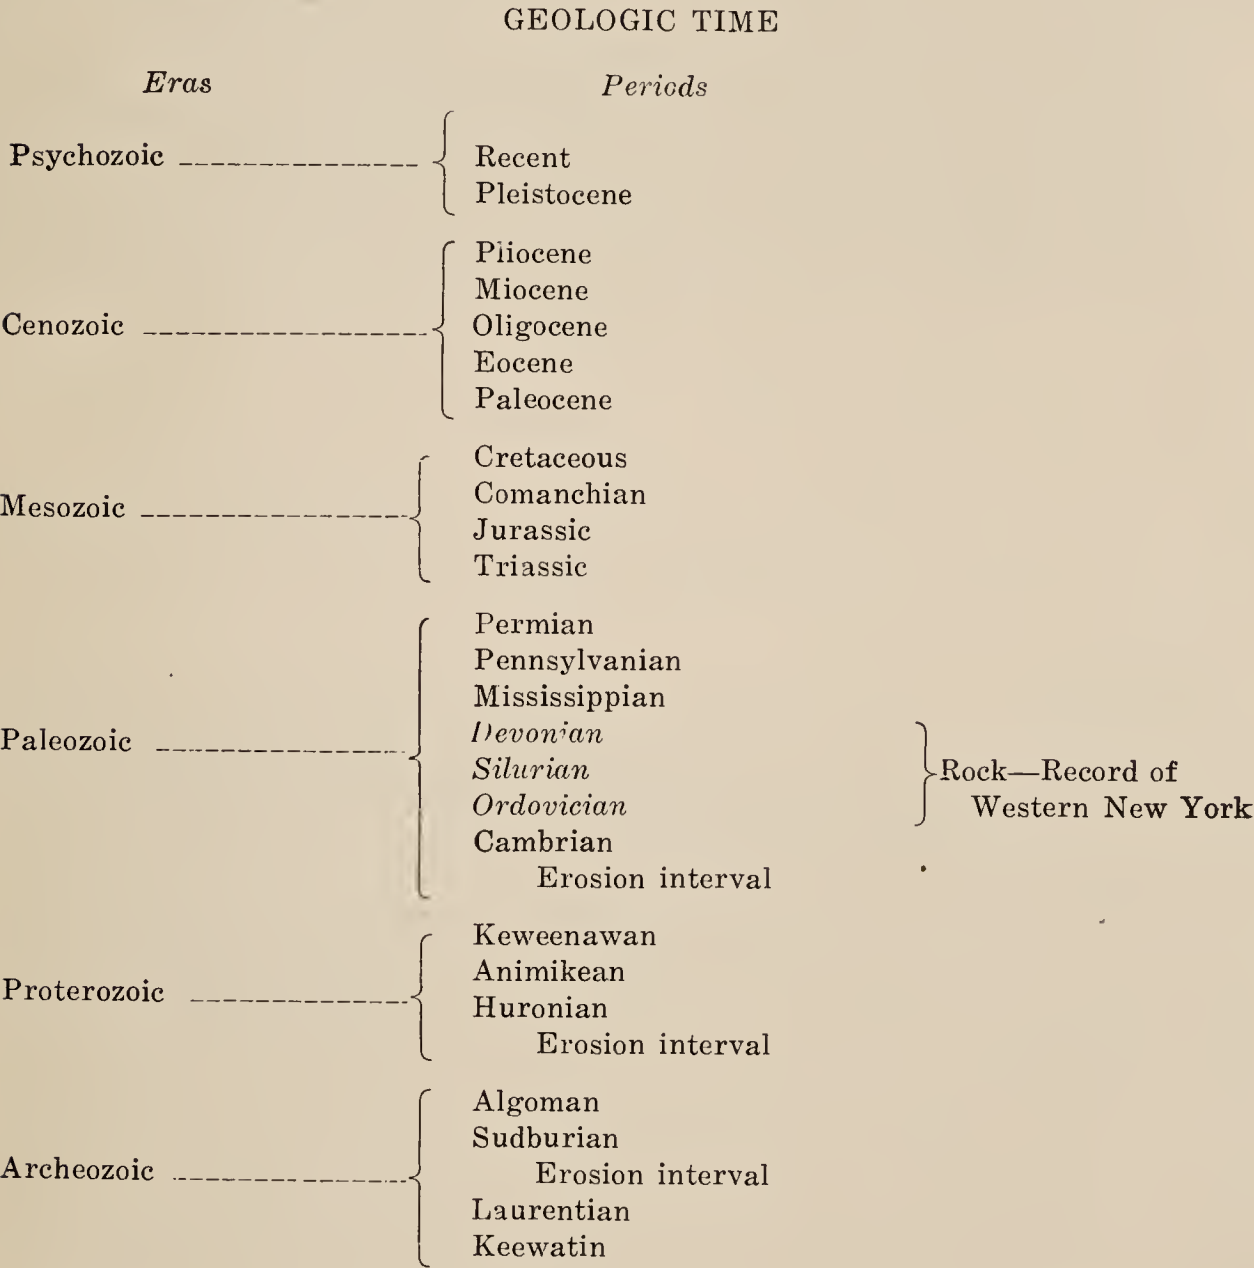 GEOLOGIC TIME
Eras Periods
Psychozoic
Recent
Pleistocene
Cenozoic
Pliocene
Miocene
Oligocene
Eocene
Paleocene
Mesozoic
Cretaceous
Comanchian
Jurassic
Triassic
Paleozoic
Permian
Pennsylvanian
Mississippian
Devonian
Silurian
Ordovician
Cambrian
Erosion interval
Rock—Record of
Western New York
Proterozoic
Keweenawan
Animikean
Huronian
Erosion interval
Archeozoic
Algoman
Sudburian
Erosion interval
Laurentian
Keewatin